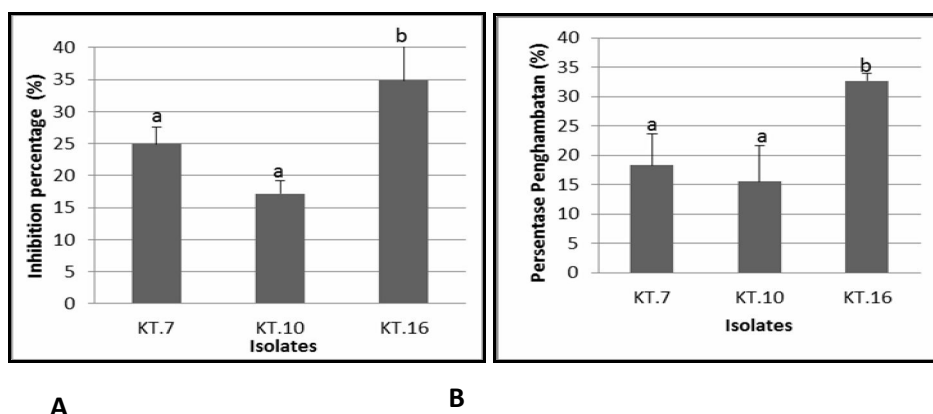 Inhibition percentage (%)
40
35
30
25
20
15
10
5
0
a
a
b
KT.7 KT.10 KT.16
Isolates
A
Persentase Penghambatan (%)
40
35
30
25
20
15
10
5
0
a
a
b
KT.7 KT.10 KT.16
Isolates
B